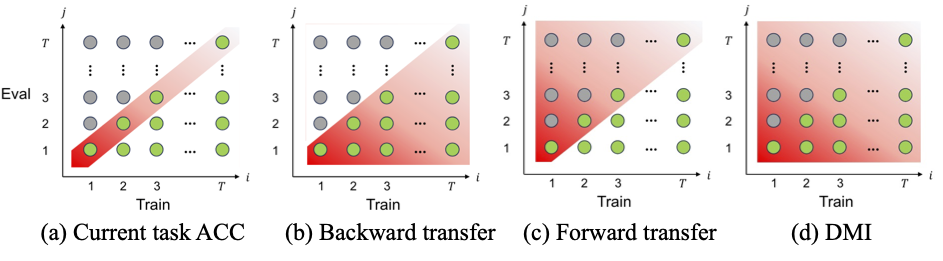 j
T ...
⋮ ⋮ ⋮ ⋮
Eval 3 ...
2 ...
1 ...
1 2 3 T i
Train
(a) Current task ACC
j
T ...
⋮ ⋮ ⋮ ⋮
3 ...
2 ...
1 ...
1 2 3 T i
Train
(b) Backward transfer
j
T ...
⋮ ⋮ ⋮ ⋮
3 ...
2 ...
1 ...
1 2 3 T i
Train
(c) Forward transfer
j
T ...
⋮ ⋮ ⋮ ⋮
3 ...
2 ...
1 ...
1 2 3 T i
Train
(d) DMI